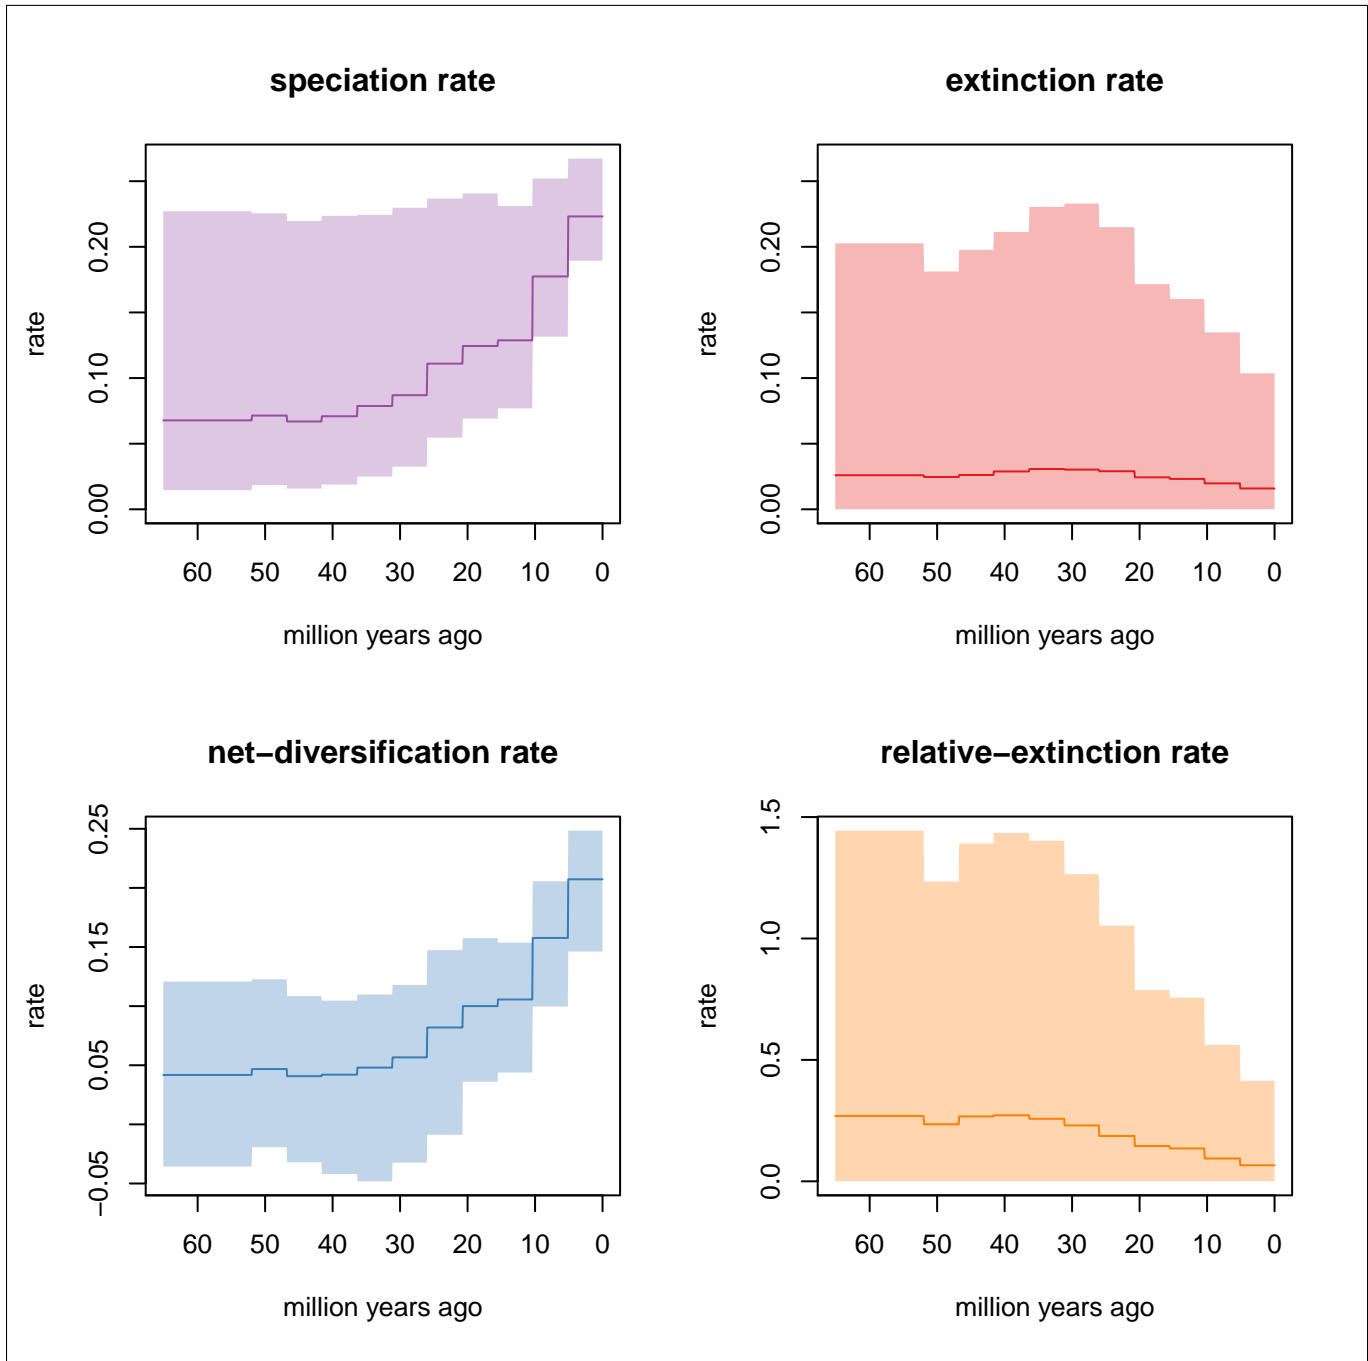 speciation rate
rate
0.00 0.10 0.20
60 50 40 30 20 10 0
million years ago
extinction rate
rate
0.00 0.10 0.20
60 50 40 30 20 10 0
million years ago
net−diversification rate
rate
−0.05 0.05 0.15 0.25
60 50 40 30 20 10 0
million years ago
relative−extinction rate
rate
0.0 0.5 1.0 1.5
60 50 40 30 20 10 0
million years ago